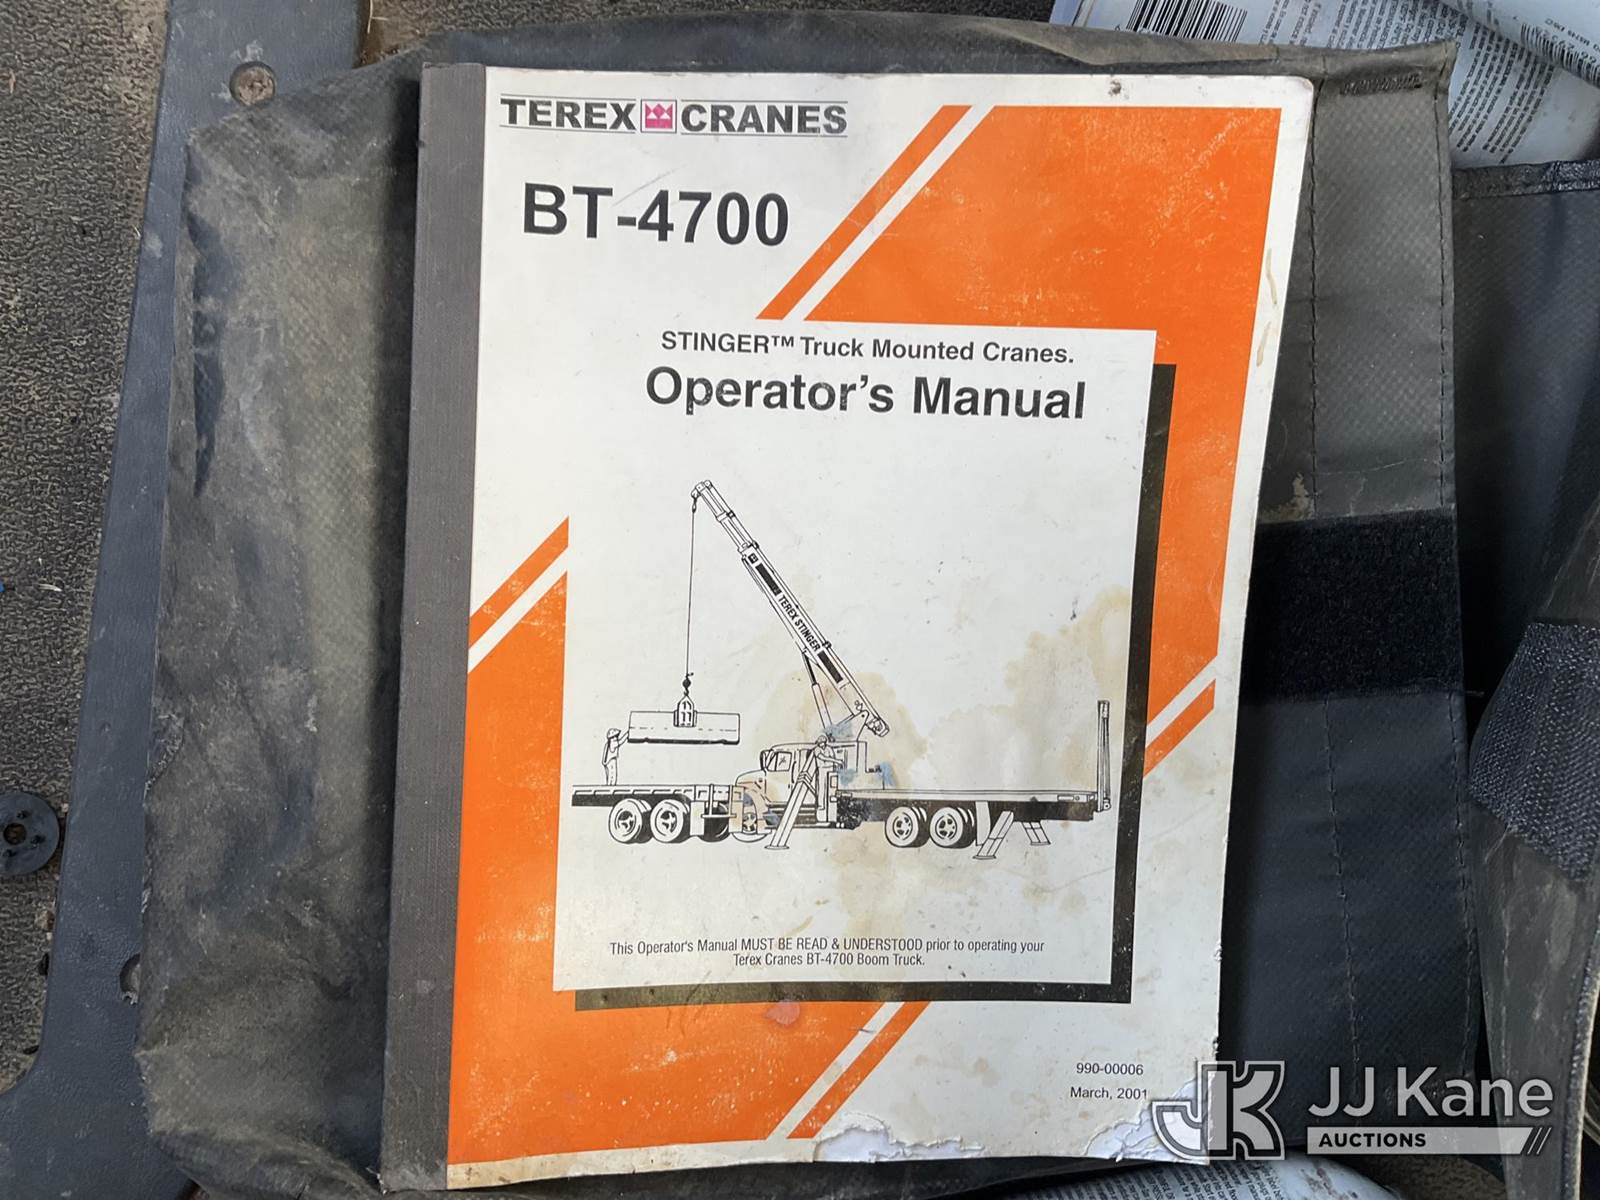 TEREX CRANES
BT-4700
STINGER™ Truck Mounted Cranes.
Operator's Manual
TEREX STINGER
This Operator's Manual MUST BE READ & UNDERSTOOD prior to operating your
Terex Cranes BT-4700 Boom Truck.
990-00006
March, 2001
JK
JJ Kane
AUCTIONS